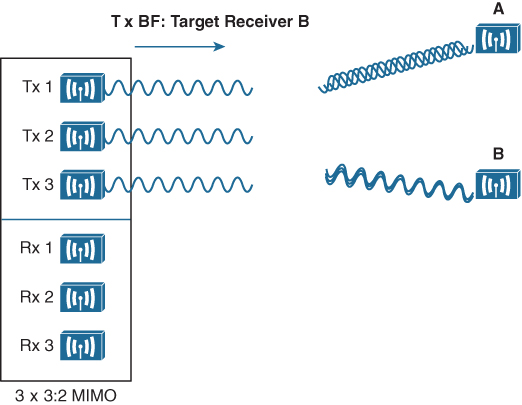 T x BF: Target Receiver B
A
Tx 1
Tx 2
Tx 3
B
Rx 1
Rx 2
Rx 3
3 x 3:2 MIMO